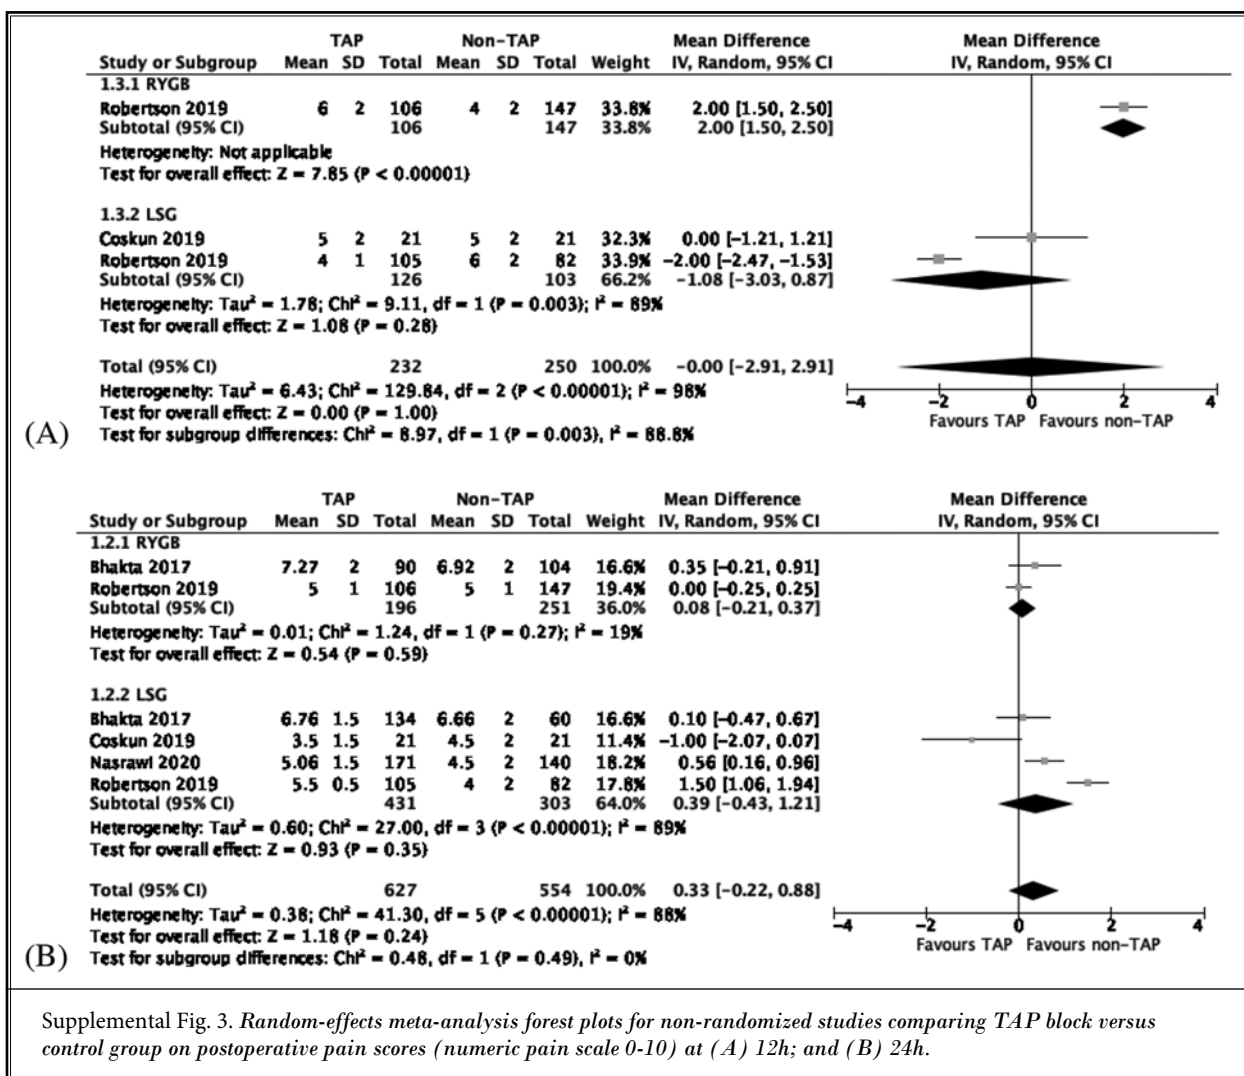 TAP Non-TAP Mean Difference Mean Difference
Study or Subgroup Mean SD Total Mean SD Total Weight IV, Random, 95% CI IV, Random, 95% CI
1.3.1 RYGB
Robertson 2019 6 2 106 4 2 147 33.8% 2.00 [1.50, 2.50]
Subtotal (95% CI) 106 147 33.8% 2.00 [1.50, 2.50]
Heterogeneity: Not applicable
Test for overall effect: Z = 7.85 (P < 0.00001)
1.3.2 LSG
Coskun 2019 5 2 21 5 2 21 32.3% 0.00 [-1.21, 1.21]
Robertson 2019 4 1 105 6 2 82 33.9% -2.00 [-2.47, -1.53]
Subtotal (95% CI) 126 103 66.2% -1.08 [-3.03, 0.87]
Heterogeneity: Tau² = 1.78; Chi² = 9.11, df = 1 (P = 0.003); I² = 89%
Test for overall effect: Z = 1.08 (P = 0.28)
Total (95% CI) 232 250 100.0% -0.00 [-2.91, 2.91]
Heterogeneity: Tau² = 6.43; Chi² = 129.84, df = 2 (P < 0.00001); I² = 98%
Test for overall effect: Z = 0.00 (P = 1.00)
Test for subgroup differences: Chi² = 8.97, df = 1 (P = 0.003), I² = 88.8%
-4 -2 0 2 4
Favours TAP Favours non-TAP
(A)
TAP Non-TAP Mean Difference Mean Difference
Study or Subgroup Mean SD Total Mean SD Total Weight IV, Random, 95% CI IV, Random, 95% CI
1.2.1 RYGB
Bhakta 2017 7.27 2 90 6.92 2 104 16.6% 0.35 [-0.21, 0.91]
Robertson 2019 5 1 106 5 1 147 19.4% 0.00 [-0.25, 0.25]
Subtotal (95% CI) 196 251 36.0% 0.08 [-0.21, 0.37]
Heterogeneity: Tau² = 0.01; Chi² = 1.24, df = 1 (P = 0.27); I² = 19%
Test for overall effect: Z = 0.54 (P = 0.59)
1.2.2 LSG
Bhakta 2017 6.76 1.5 134 6.66 2 60 16.6% 0.10 [-0.47, 0.67]
Coskun 2019 3.5 1.5 21 4.5 2 21 11.4% -1.00 [-2.07, 0.07]
Nasrawi 2020 5.06 1.5 171 4.5 2 140 18.2% 0.56 [0.16, 0.96]
Robertson 2019 5.5 0.5 105 4 2 82 17.8% 1.50 [1.06, 1.94]
Subtotal (95% CI) 431 303 64.0% 0.39 [-0.43, 1.21]
Heterogeneity: Tau² = 0.60; Chi² = 27.00, df = 3 (P < 0.00001); I² = 89%
Test for overall effect: Z = 0.93 (P = 0.35)
Total (95% CI) 627 554 100.0% 0.33 [-0.22, 0.88]
Heterogeneity: Tau² = 0.38; Chi² = 41.30, df = 5 (P < 0.00001); I² = 88%
Test for overall effect: Z = 1.18 (P = 0.24)
Test for subgroup differences: Chi² = 0.48, df = 1 (P = 0.49), I² = 0%
-4 -2 0 2 4
Favours TAP Favours non-TAP
(B)
Supplemental Fig. 3. Random-effects meta-analysis forest plots for non-randomized studies comparing TAP block versus
control group on postoperative pain scores (numeric pain scale 0-10) at (A) 12h; and (B) 24h.